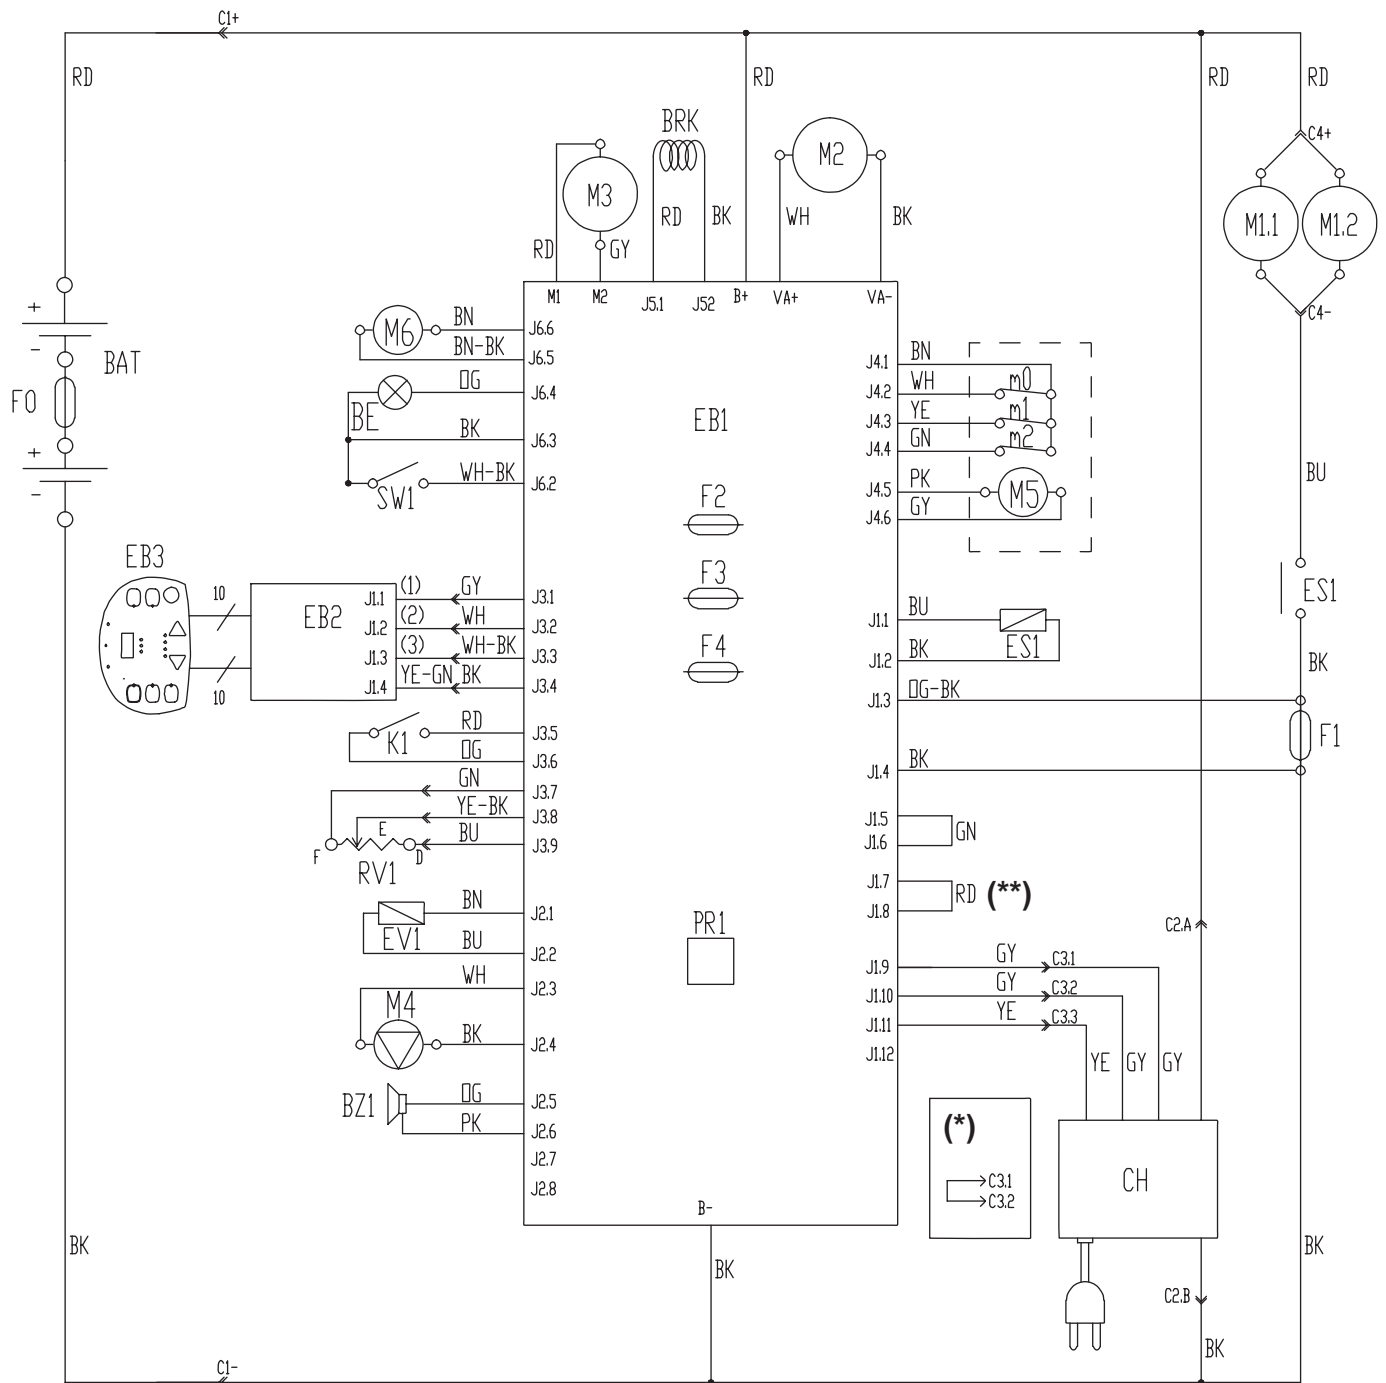 C1+
RD
RD
RD
RD
C4+
BRK
M2
M3
RD
BK
WH
BK
M1.1
M1.2
RD
GY
M1
M2
J5.1
J52
B+
VA+
VA-
C4-
+
-
BAT
F0
+
-
M6
BN
J6.6
BN-BK
J6.5
OG
J6.4
BE
BK
J6.3
WH-BK
J6.2
SW1
EB1
F2
F3
F4
J4.1
BN
J4.2
WH
m0
J4.3
YE
m1
J4.4
GN
m2
J4.5
PK
M5
J4.6
GY
BU
ES1
BK
EB3
10
10
EB2
J1.1
(1)
GY
J3.1
J1.2
(2)
WH
J3.2
J1.3
(3)
WH-BK
J3.3
J1.4
YE-GN
BK
J3.4
J1.1
BU
J1.2
BK
ES1
J1.3
OG-BK
F1
J1.4
BK
RD
J3.5
K1
OG
J3.6
GN
J3.7
YE-BK
J3.8
E
BU
J3.9
F
D
RV1
J1.5
J1.6
GN
J1.7
J1.8
RD (**)
BN
J2.1
EV1
BU
J2.2
WH
J2.3
M4
BK
J2.4
BZ1
OG
J2.5
PK
J2.6
J2.7
J2.8
PR1
C2.A
J1.9
GY
C3.1
J1.10
GY
C3.2
J1.11
YE
C3.3
J1.12
YE
GY
GY
(*)
C3.1
C3.2
CH
B-
BK
BK
BK
C2.B
BK
C1-